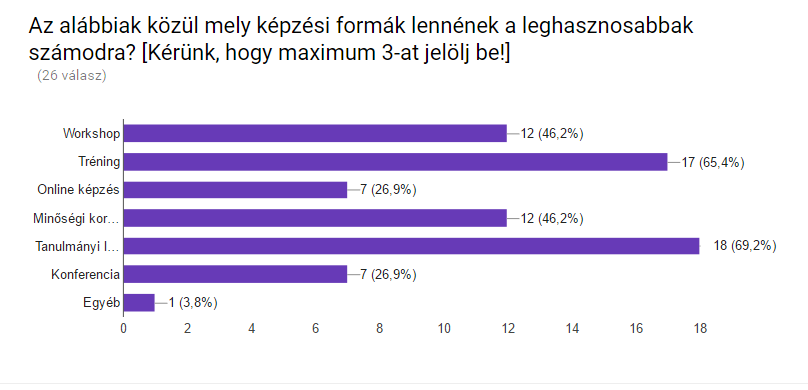 Az alábbiak közül mely képzési formák lennének a leghasznosabbak
számodra? [Kérünk, hogy maximum 3-at jelölj be!]
(26 válasz)
Workshop 12 (46,2%)
Tréning 17 (65,4%)
Online képzés 7 (26,9%)
Minőségi kor… 12 (46,2%)
Tanulmányi l… 18 (69,2%)
Konferencia 7 (26,9%)
Egyéb 1 (3,8%)
0 2 4 6 8 10 12 14 16 18